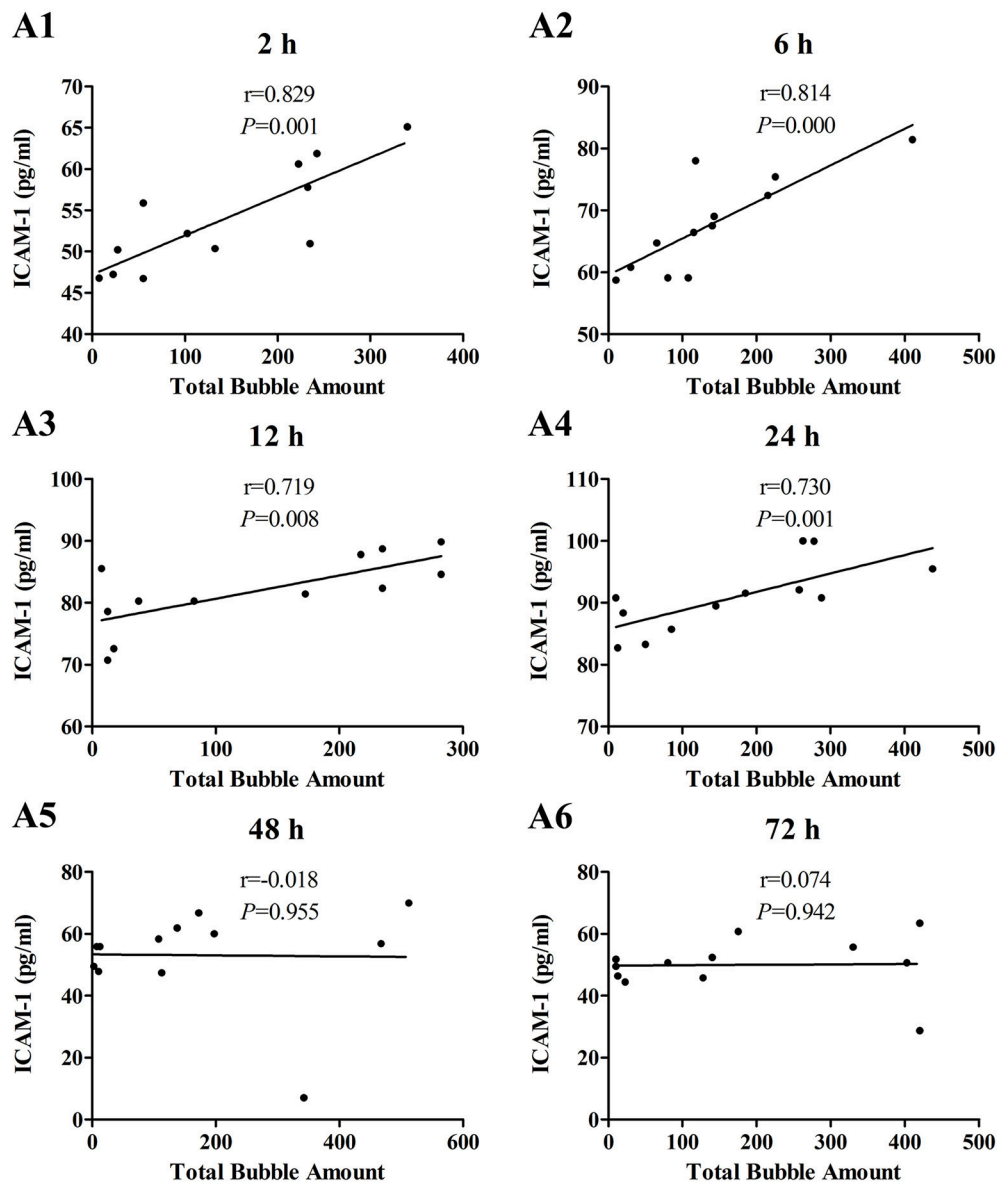 A1
2 h
r=0.829
P=0.001
ICAM-1 (pg/ml)
70
65
60
55
50
45
40
0 100 200 300 400
Total Bubble Amount
A2
6 h
r=0.814
P=0.000
ICAM-1 (pg/ml)
90
80
70
60
50
0 100 200 300 400 500
Total Bubble Amount
A3
12 h
r=0.719
P=0.008
ICAM-1 (pg/ml)
100
90
80
70
60
0 100 200 300
Total Bubble Amount
A4
24 h
r=0.730
P=0.001
ICAM-1 (pg/ml)
110
100
90
80
70
0 100 200 300 400 500
Total Bubble Amount
A5
48 h
r=-0.018
P=0.955
ICAM-1 (pg/ml)
80
60
40
20
0
0 200 400 600
Total Bubble Amount
A6
72 h
r=0.074
P=0.942
ICAM-1 (pg/ml)
80
60
40
20
0
0 100 200 300 400 500
Total Bubble Amount